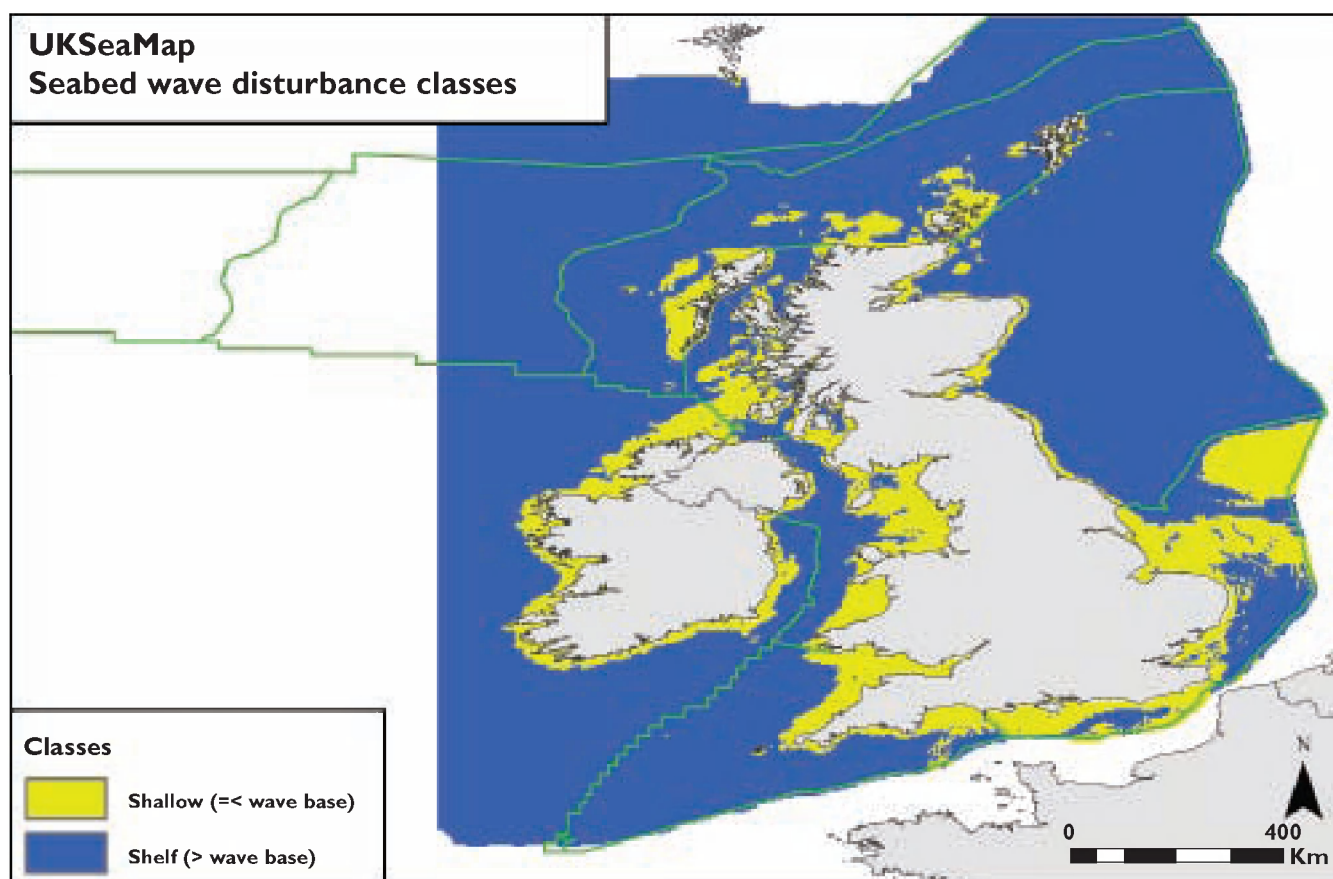 UKSeaMap
Seabed wave disturbance classes
N
0 400
Km
Classes
Shallow (=< wave base)
Shelf (> wave base)